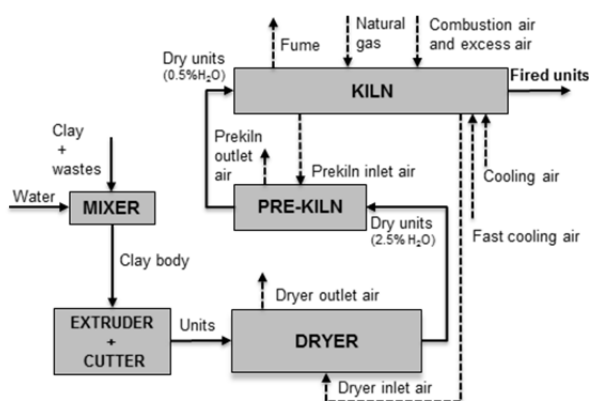 Natural
gas
Combustion air
and excess air
Fume
Dry units
(0.5%H₂O)
KILN
Fired units
Clay
+
wastes
Prekiln
outlet
air
Prekiln inlet air
Cooling air
Water
MIXER
PRE-KILN
Dry units
(2.5% H₂O)
Fast cooling air
Clay body
Dryer outlet air
EXTRUDER
+
CUTTER
Units
DRYER
Dryer inlet air